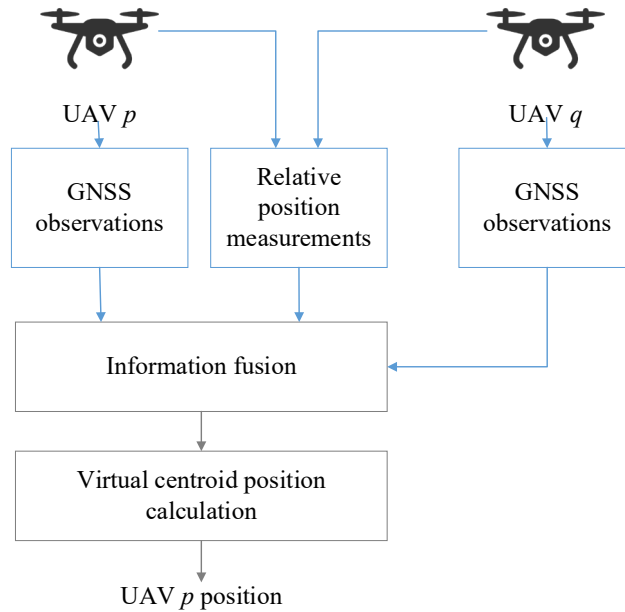 UAV p
UAV q
GNSS
observations
Relative
position
measurements
GNSS
observations
Information fusion
Virtual centroid position
calculation
UAV p position